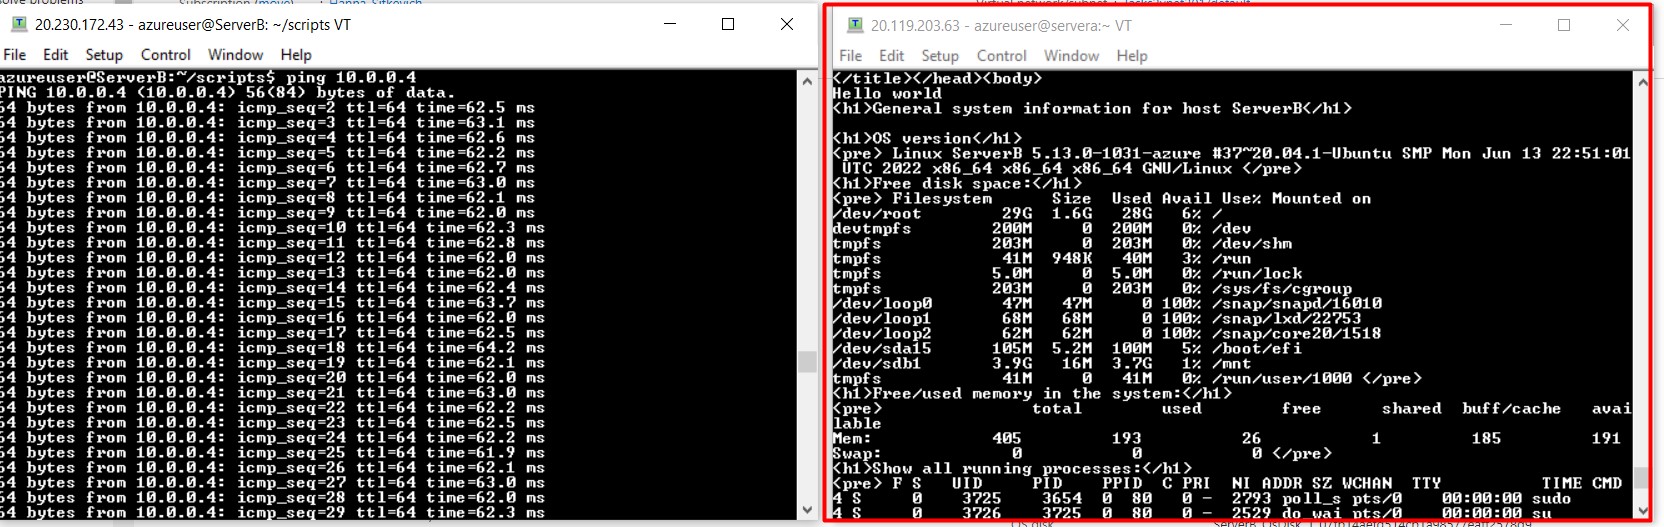 20.230.172.43 - azureuser@ServerB: ~/scripts VT
File Edit Setup Control Window Help
azureuser@ServerB:~/scripts$ ping 10.0.0.4
PING 10.0.0.4 (10.0.0.4) 56(84) bytes of data.
64 bytes from 10.0.0.4: icmp_seq=2 ttl=64 time=62.5 ms
64 bytes from 10.0.0.4: icmp_seq=3 ttl=64 time=63.1 ms
64 bytes from 10.0.0.4: icmp_seq=4 ttl=64 time=62.6 ms
64 bytes from 10.0.0.4: icmp_seq=5 ttl=64 time=62.2 ms
64 bytes from 10.0.0.4: icmp_seq=6 ttl=64 time=62.7 ms
64 bytes from 10.0.0.4: icmp_seq=7 ttl=64 time=63.0 ms
64 bytes from 10.0.0.4: icmp_seq=8 ttl=64 time=62.1 ms
64 bytes from 10.0.0.4: icmp_seq=9 ttl=64 time=62.0 ms
64 bytes from 10.0.0.4: icmp_seq=10 ttl=64 time=62.3 ms
64 bytes from 10.0.0.4: icmp_seq=11 ttl=64 time=62.8 ms
64 bytes from 10.0.0.4: icmp_seq=12 ttl=64 time=62.0 ms
64 bytes from 10.0.0.4: icmp_seq=13 ttl=64 time=62.0 ms
64 bytes from 10.0.0.4: icmp_seq=14 ttl=64 time=62.4 ms
64 bytes from 10.0.0.4: icmp_seq=15 ttl=64 time=63.7 ms
64 bytes from 10.0.0.4: icmp_seq=16 ttl=64 time=62.0 ms
64 bytes from 10.0.0.4: icmp_seq=17 ttl=64 time=62.5 ms
64 bytes from 10.0.0.4: icmp_seq=18 ttl=64 time=64.2 ms
64 bytes from 10.0.0.4: icmp_seq=19 ttl=64 time=62.1 ms
64 bytes from 10.0.0.4: icmp_seq=20 ttl=64 time=62.0 ms
64 bytes from 10.0.0.4: icmp_seq=21 ttl=64 time=63.0 ms
64 bytes from 10.0.0.4: icmp_seq=22 ttl=64 time=62.2 ms
64 bytes from 10.0.0.4: icmp_seq=23 ttl=64 time=62.5 ms
64 bytes from 10.0.0.4: icmp_seq=24 ttl=64 time=62.2 ms
64 bytes from 10.0.0.4: icmp_seq=25 ttl=64 time=61.9 ms
64 bytes from 10.0.0.4: icmp_seq=26 ttl=64 time=62.1 ms
64 bytes from 10.0.0.4: icmp_seq=27 ttl=64 time=63.0 ms
64 bytes from 10.0.0.4: icmp_seq=28 ttl=64 time=62.0 ms
64 bytes from 10.0.0.4: icmp_seq=29 ttl=64 time=62.3 ms
20.119.203.63 - azureuser@servera:~ VT
File Edit Setup Control Window Help
</title></head><body>
Hello world
<h1>General system information for host ServerB</h1>
<h1>OS version</h1>
<pre> Linux ServerB 5.13.0-1031-azure #37~20.04.1-Ubuntu SMP Mon Jun 13 22:51:01
UTC 2022 x86_64 x86_64 x86_64 GNU/Linux </pre>
<h1>Free disk space:</h1>
<pre> Filesystem Size Used Avail Use% Mounted on
/dev/root 29G 1.6G 28G 6% /
devtmpfs 200M 0 200M 0% /dev
tmpfs 203M 0 203M 0% /dev/shm
tmpfs 41M 948K 40M 3% /run
tmpfs 5.0M 0 5.0M 0% /run/lock
tmpfs 203M 0 203M 0% /sys/fs/cgroup
/dev/loop0 47M 47M 0 100% /snap/snapd/16010
/dev/loop1 68M 68M 0 100% /snap/lxd/22753
/dev/loop2 62M 62M 0 100% /snap/core20/1518
/dev/sda15 105M 5.2M 100M 5% /boot/efi
/dev/sdb1 3.9G 16M 3.7G 1% /mnt
tmpfs 41M 0 41M 0% /run/user/1000 </pre>
<h1>Free/used memory in the system:</h1>
<pre> total used free shared buff/cache avai
lable
Mem: 405 193 26 1 185 191
Swap: 0 0 0 </pre>
<h1>Show all running processes:</h1>
<pre> F S UID PID PPID C PRI NI ADDR SZ WCHAN TTY TIME CMD
4 S 0 3725 3654 0 80 0 - 2793 poll_s pts/0 00:00:00 sudo
4 S 0 3726 3725 0 80 0 - 2529 do_wai pts/0 00:00:00 su